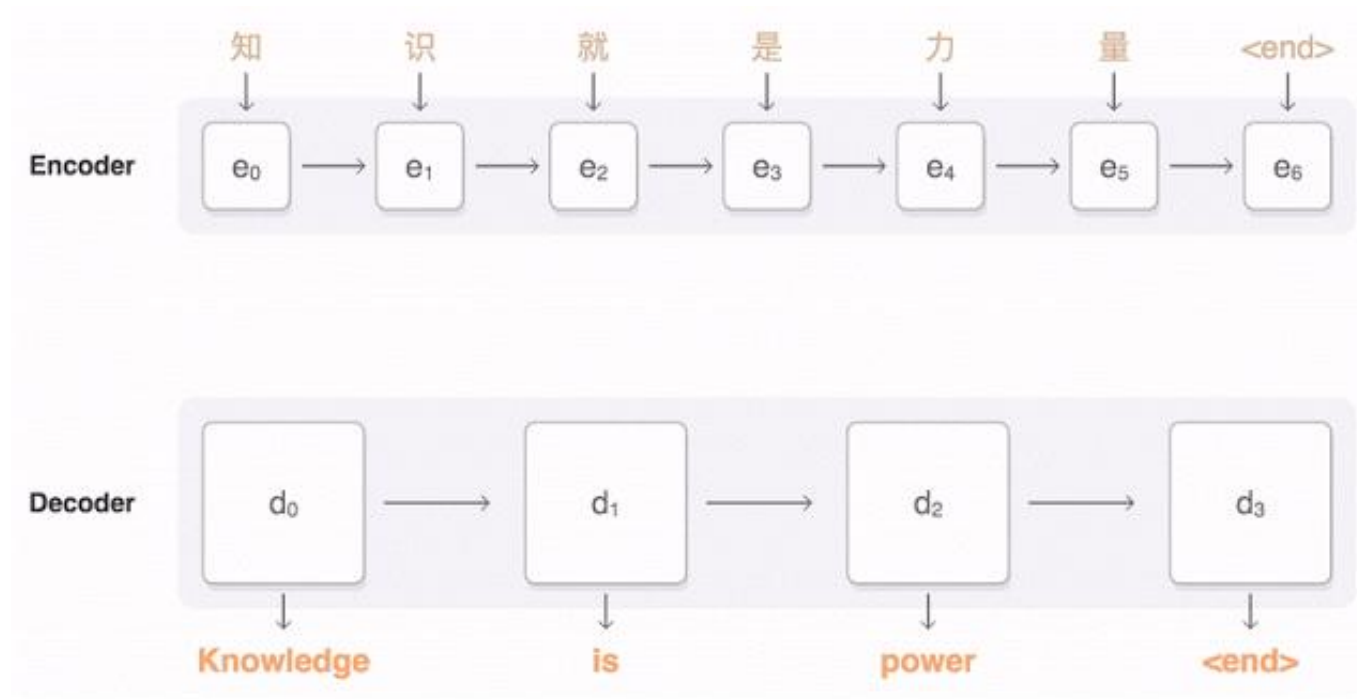 知 识 就 是 力 量 <end>
Encoder e₀ e₁ e₂ e₃ e₄ e₅ e₆
Decoder d₀ d₁ d₂ d₃
Knowledge is power <end>